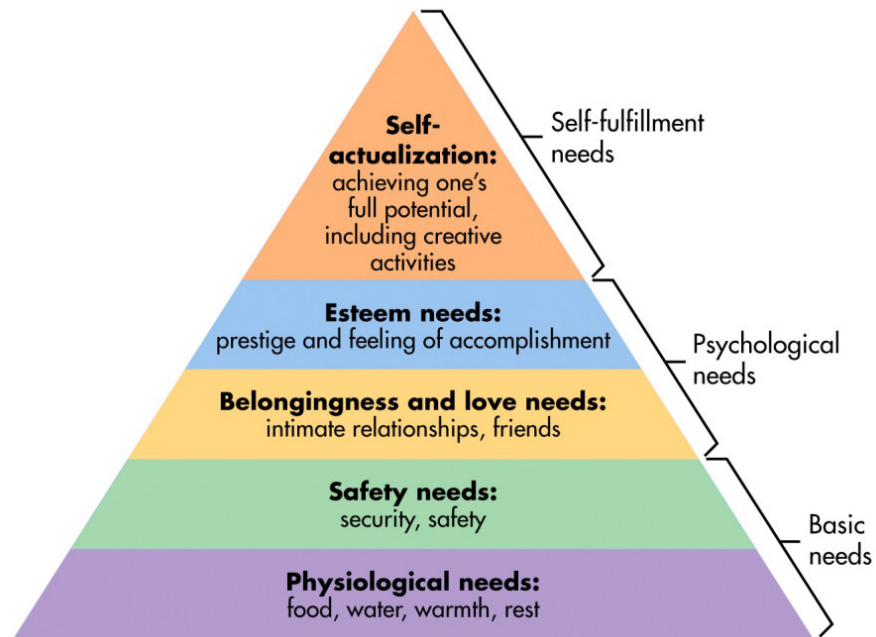 Self-
actualization:
achieving one's
full potential,
including creative
activities
Self-fulfillment
needs
Esteem needs:
prestige and feeling of accomplishment
Psychological
needs
Belongingness and love needs:
intimate relationships, friends
Safety needs:
security, safety
Basic
needs
Physiological needs:
food, water, warmth, rest